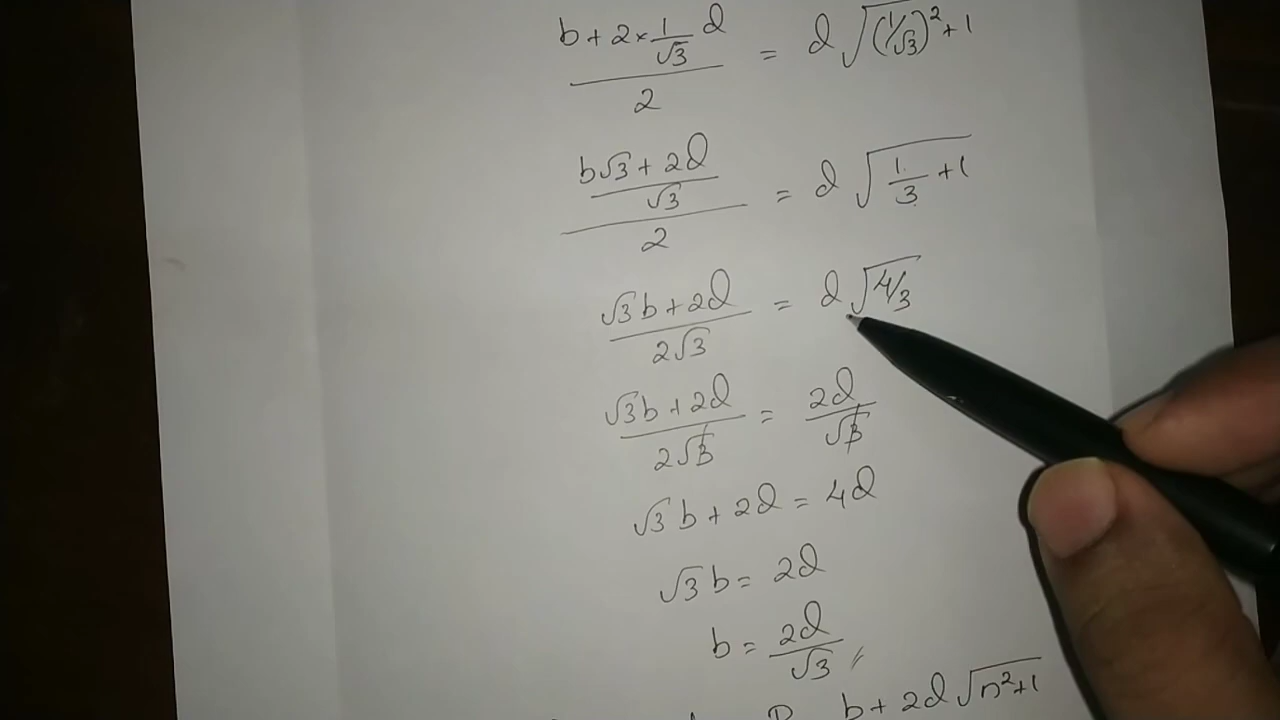 (b + 2 × 1/√3 d)/2 = d √((1/√3)² + 1)
((b√3 + 2d)/√3)/2 = d √(1/3 + 1)
(√3 b + 2d)/(2√3) = d √(4/3)
(√3 b + 2d)/(2√3) = 2d/√3
√3 b + 2d = 4d
√3 b = 2d
b = 2d/√3 //
b + 2d √(n² + 1)